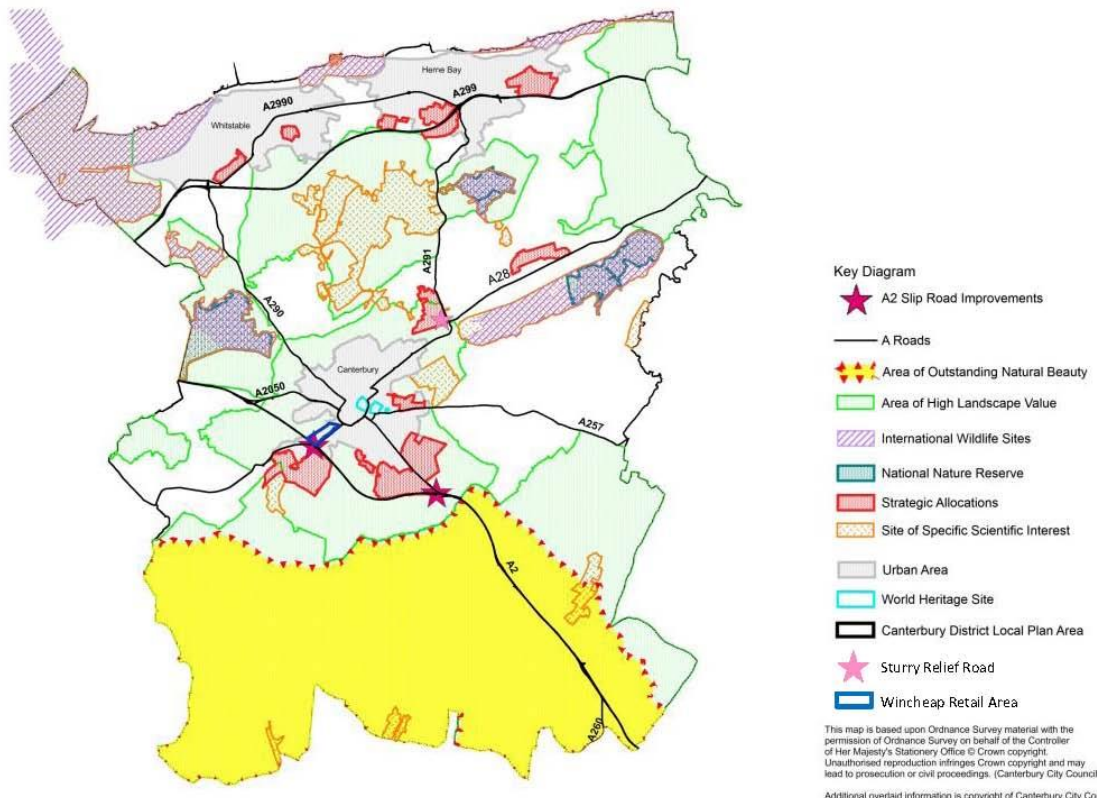 Herne Bay
A299
A2990
Whitstable
A291
A28
A290
Canterbury
A2050
A257
A2
A260
Key Diagram
A2 Slip Road Improvements
A Roads
Area of Outstanding Natural Beauty
Area of High Landscape Value
International Wildlife Sites
National Nature Reserve
Strategic Allocations
Site of Specific Scientific Interest
Urban Area
World Heritage Site
Canterbury District Local Plan Area
Sturry Relief Road
Wincheap Retail Area
This map is based upon Ordnance Survey material with the
permission of Ordnance Survey on behalf of the Controller
of Her Majesty's Stationery Office © Crown copyright.
Unauthorised reproduction infringes Crown copyright and may
lead to prosecution or civil proceedings. (Canterbury City Council
Additional overlaid information is copyright of Canterbury City Co